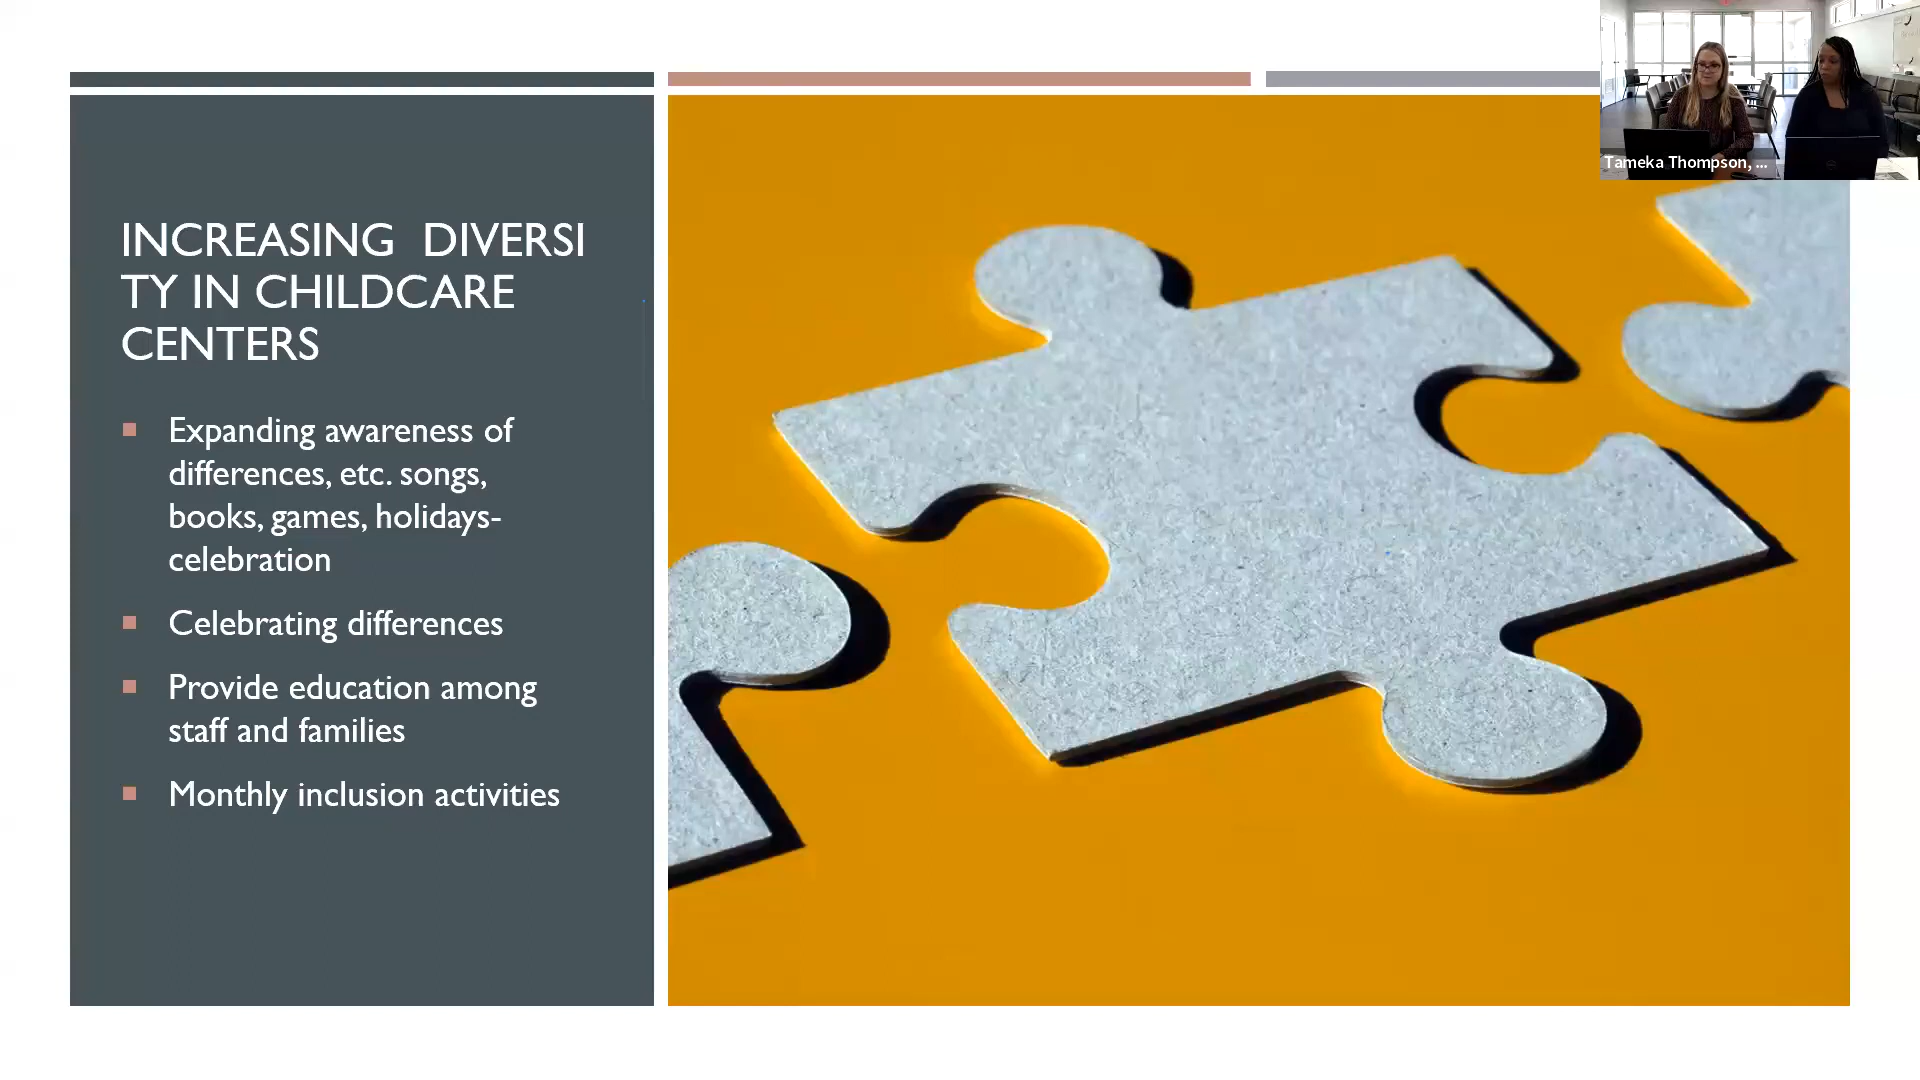 INCREASING  DIVERSI
TY IN CHILDCARE
CENTERS
Expanding awareness of
differences, etc. songs,
books, games, holidays-
celebration
Celebrating differences
Provide education among
staff and families
Monthly inclusion activities
Tameka Thompson, ...